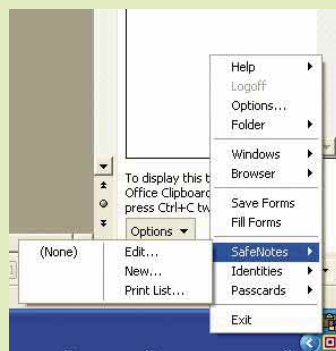 Help
Logoff
Options...
Folder
Windows
Browser
To display this t
Office Clipboard
press Ctrl+C tw
Options
Save Forms
Fill Forms
SafeNotes
Identities
Passcards
Exit
(None)
Edit...
New...
Print List...